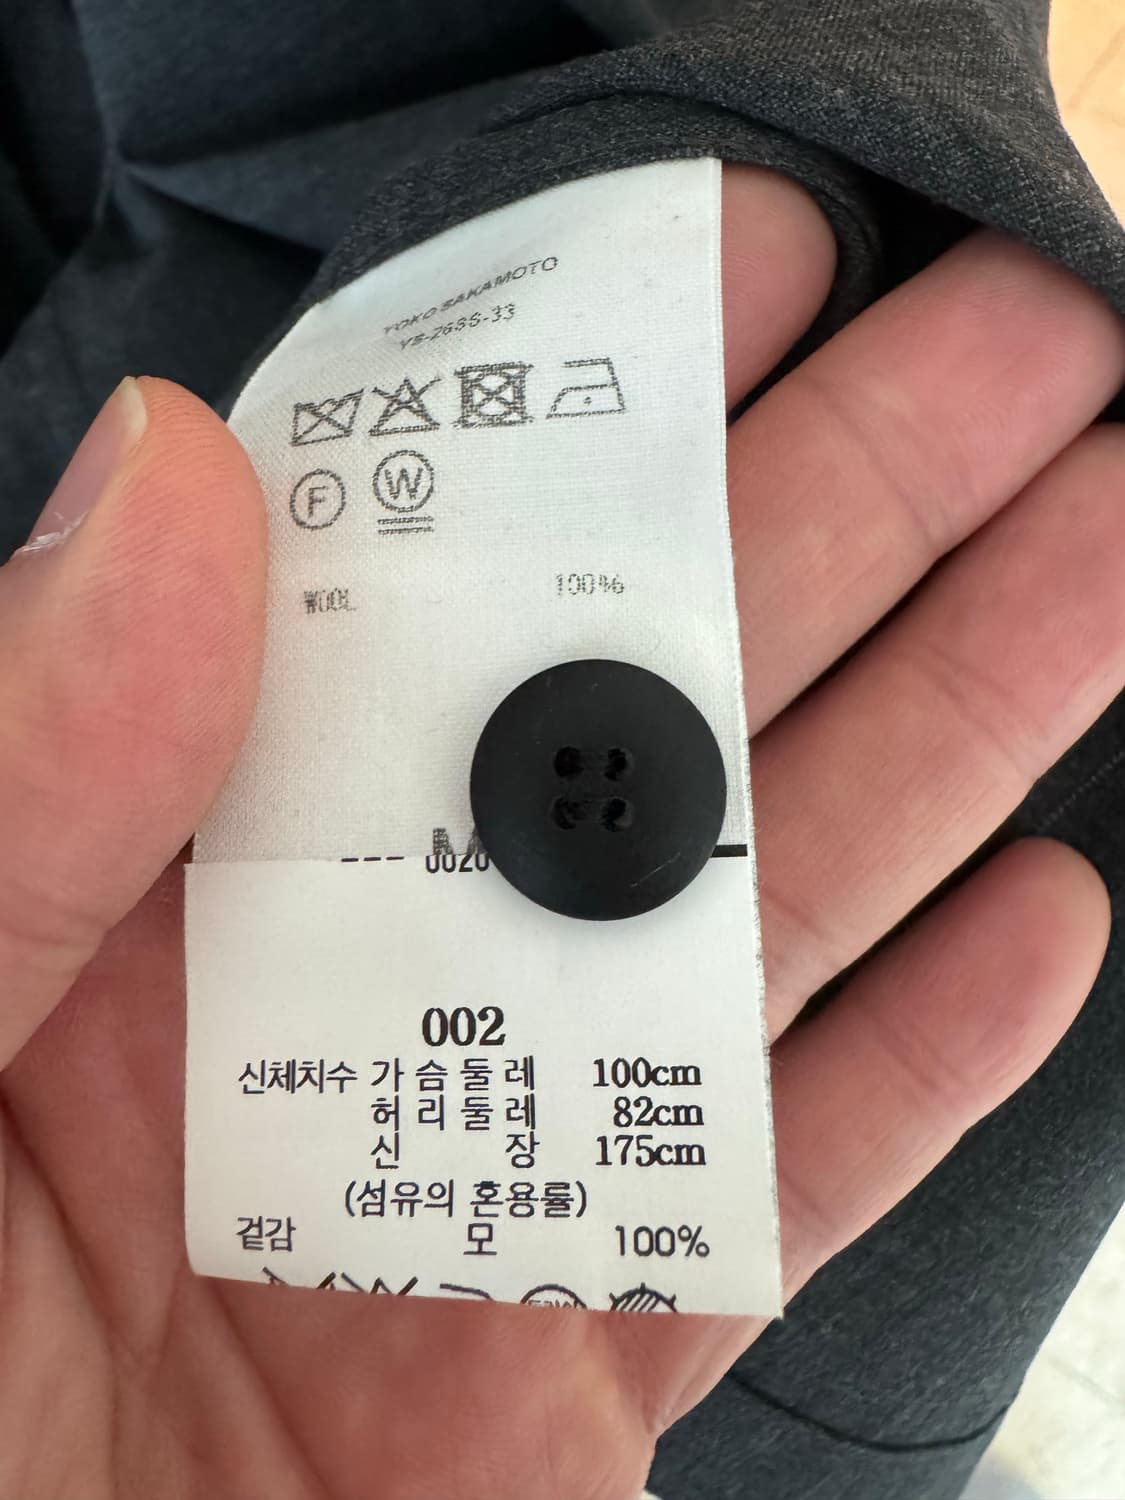 YOKO SAKAMOTO
YS-26SS-33
F W
WOOL 100%
M
002
신체치수 가슴둘레 100cm
허리둘레 82cm
신장 175cm
(섬유의 혼용률)
겉감 모 100%